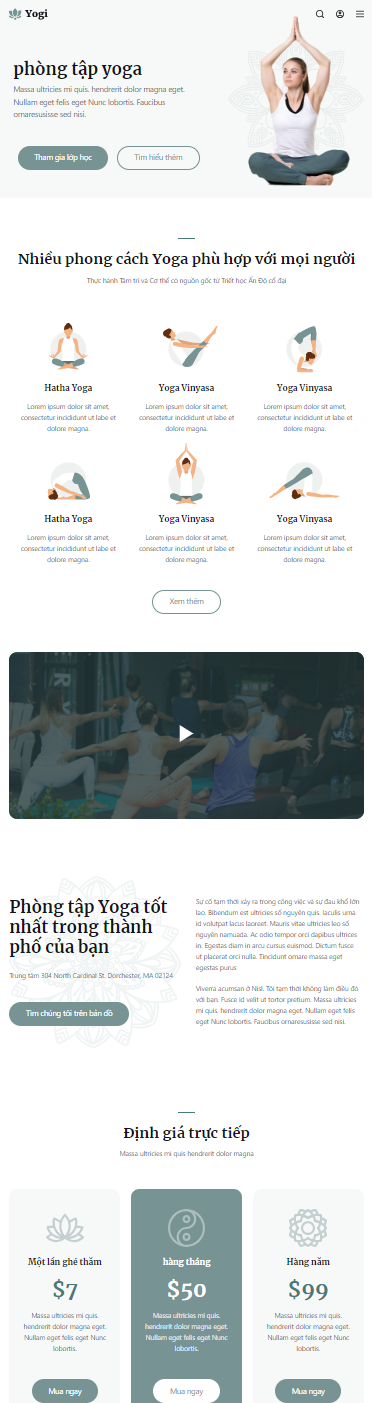 Yogi
phòng tập yoga
Massa ultricies mi quis. hendrerit dolor magna eget.
Nullam eget felis eget Nunc lobortis. Faucibus
ornaresusisse sed nisi.
Tham gia lớp học
Tìm hiểu thêm
Nhiều phong cách Yoga phù hợp với mọi người
Thực hành Tâm trí và Cơ thể có nguồn gốc từ Triết học Ấn Độ cổ đại
Hatha Yoga
Yoga Vinyasa
Yoga Vinyasa
Lorem ipsum dolor sit amet,
consectetur incididunt ut labe et
dolore magna.
Lorem ipsum dolor sit amet,
consectetur incididunt ut labe et
dolore magna.
Lorem ipsum dolor sit amet,
consectetur incididunt ut labe et
dolore magna.
Hatha Yoga
Yoga Vinyasa
Yoga Vinyasa
Lorem ipsum dolor sit amet,
consectetur incididunt ut labe et
dolore magna.
Lorem ipsum dolor sit amet,
consectetur incididunt ut labe et
dolore magna.
Lorem ipsum dolor sit amet,
consectetur incididunt ut labe et
dolore magna.
Xem thêm
Phòng tập Yoga tốt
nhất trong thành
phố của bạn
Trung tâm 304 North Cardinal St. Dorchester, MA 02124
Tìm chúng tôi trên bản đồ
Sự cố tạm thời xảy ra trong công việc và sự đau khổ lớn
lao. Bibendum est ultricies số nguyên quis. Iaculis urna
id volutpat lacus laoreet. Mauris vitae ultricies leo số
nguyên namuada. Ac odio tempor orci dapibus ultrices
in. Egestas diam in arcu cursus euismod. Dictum fusce
ut placerat orci nulla. Tincidunt ornare massa eget
egestas purus
Viverra acumsan ở Nisl. Tôi tạm thời không làm điều đó
với bạn. Fusce id velit ut tortor pretium. Massa ultricies
mi quis. hendrerit dolor magna eget. Nullam eget felis
eget Nunc lobortis. Faucibus ornaresusisse sed nisi.
Định giá trực tiếp
Massa ultricies mi quis hendrerit dolor magna
Một lần ghé thăm
$7
Massa ultricies mi quis.
hendrerit dolor magna eget.
Nullam eget felis eget Nunc
lobortis.
Mua ngay
hàng tháng
$50
Massa ultricies mi quis.
hendrerit dolor magna eget.
Nullam eget felis eget Nunc
lobortis.
Mua ngay
Hàng năm
$99
Massa ultricies mi quis.
hendrerit dolor magna eget.
Nullam eget felis eget Nunc
lobortis.
Mua ngay